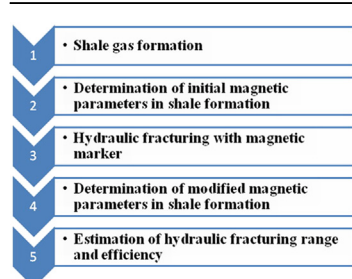 1
• Shale gas formation
2
• Determination of initial magnetic
parameters in shale formation
3
• Hydraulic fracturing with magnetic
marker
4
• Determination of modified magnetic
parameters in shale formation
5
• Estimation of hydraulic fracturing range
and efficiency